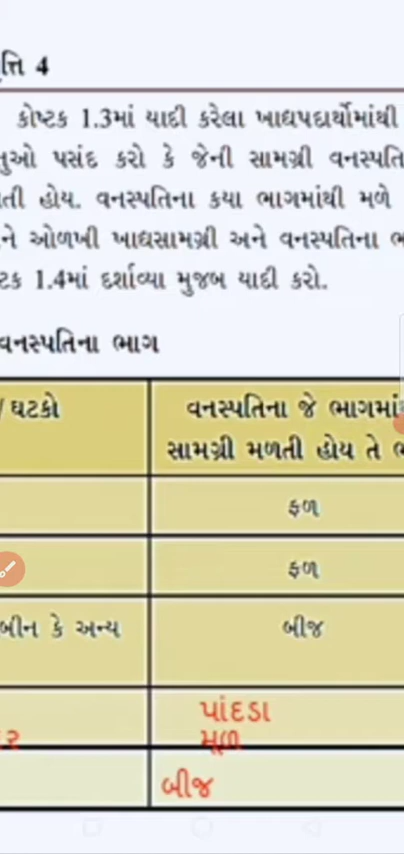 ત્તિ 4
કોષ્ટક 1.3માં યાદી કરેલા ખાદ્યપદાર્થોમાંથી
તુઓ પસંદ કરો કે જેની સામગ્રી વનસ્પતિ
તી હોય. વનસ્પતિના કયા ભાગમાંથી મળે
ને ઓળખી ખાદ્યસામગ્રી અને વનસ્પતિના ભ
ટક 1.4માં દર્શાવ્યા મુજબ યાદી કરો.
વનસ્પતિના ભાગ
/ ઘટકો
વનસ્પતિના જે ભાગમાં
સામગ્રી મળતી હોય તે ભ
ફળ
ફળ
બીન કે અન્ય બીજ
પાંદડા
ર મૂળ
બીજ